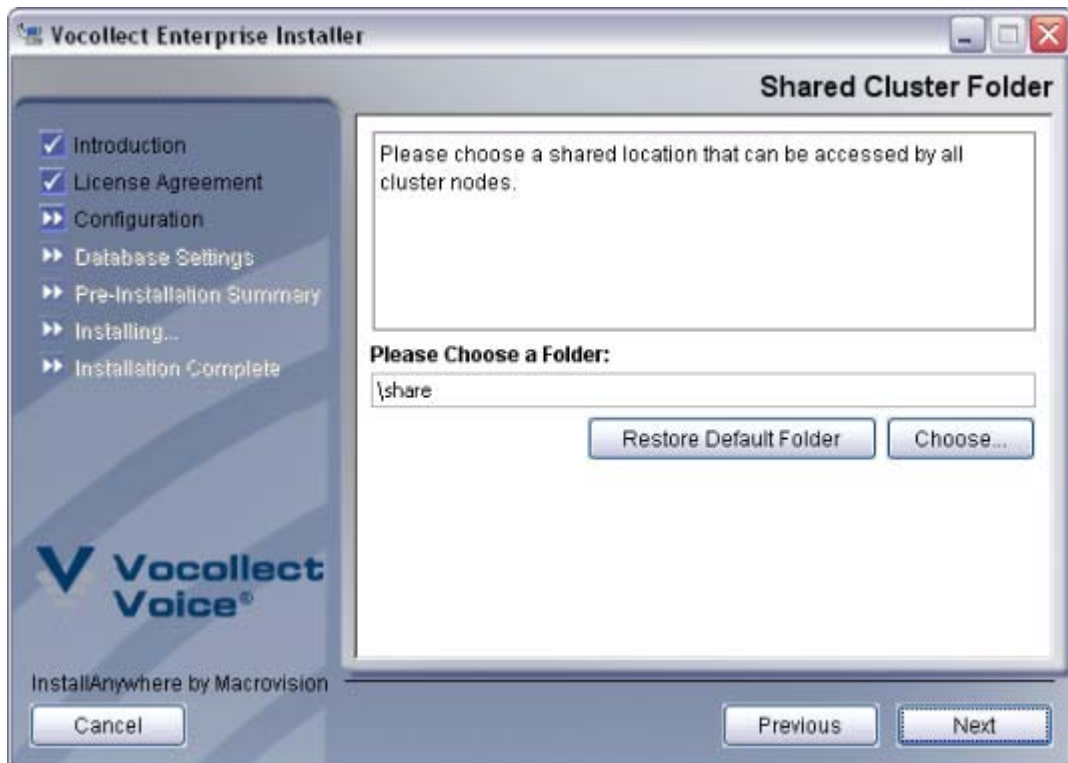 Vocollect Enterprise Installer
Shared Cluster Folder
Introduction
License Agreement
Configuration
Database Settings
Pre-Installation Summary
Installing...
Installation Complete
Please choose a shared location that can be accessed by all
cluster nodes.
Please Choose a Folder:
\share
Restore Default Folder
Choose...
Vocollect
Voice®
InstallAnywhere by Macrovision
Cancel
Previous
Next